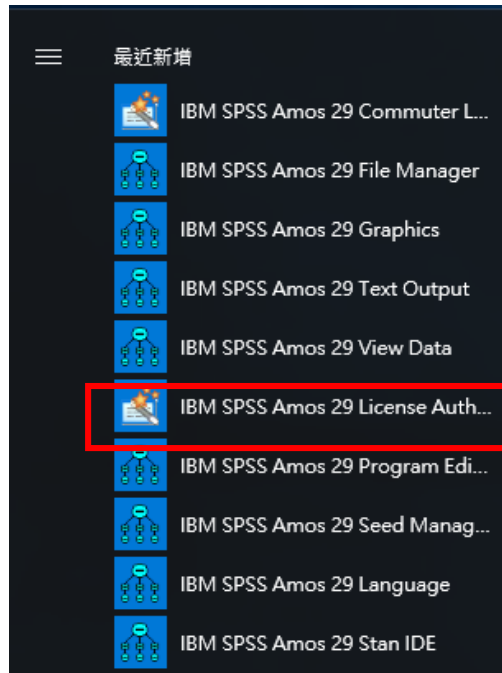 最近新增
IBM SPSS Amos 29 Commuter L...
IBM SPSS Amos 29 File Manager
IBM SPSS Amos 29 Graphics
IBM SPSS Amos 29 Text Output
IBM SPSS Amos 29 View Data
IBM SPSS Amos 29 License Auth...
IBM SPSS Amos 29 Program Edi...
IBM SPSS Amos 29 Seed Manag...
IBM SPSS Amos 29 Language
IBM SPSS Amos 29 Stan IDE